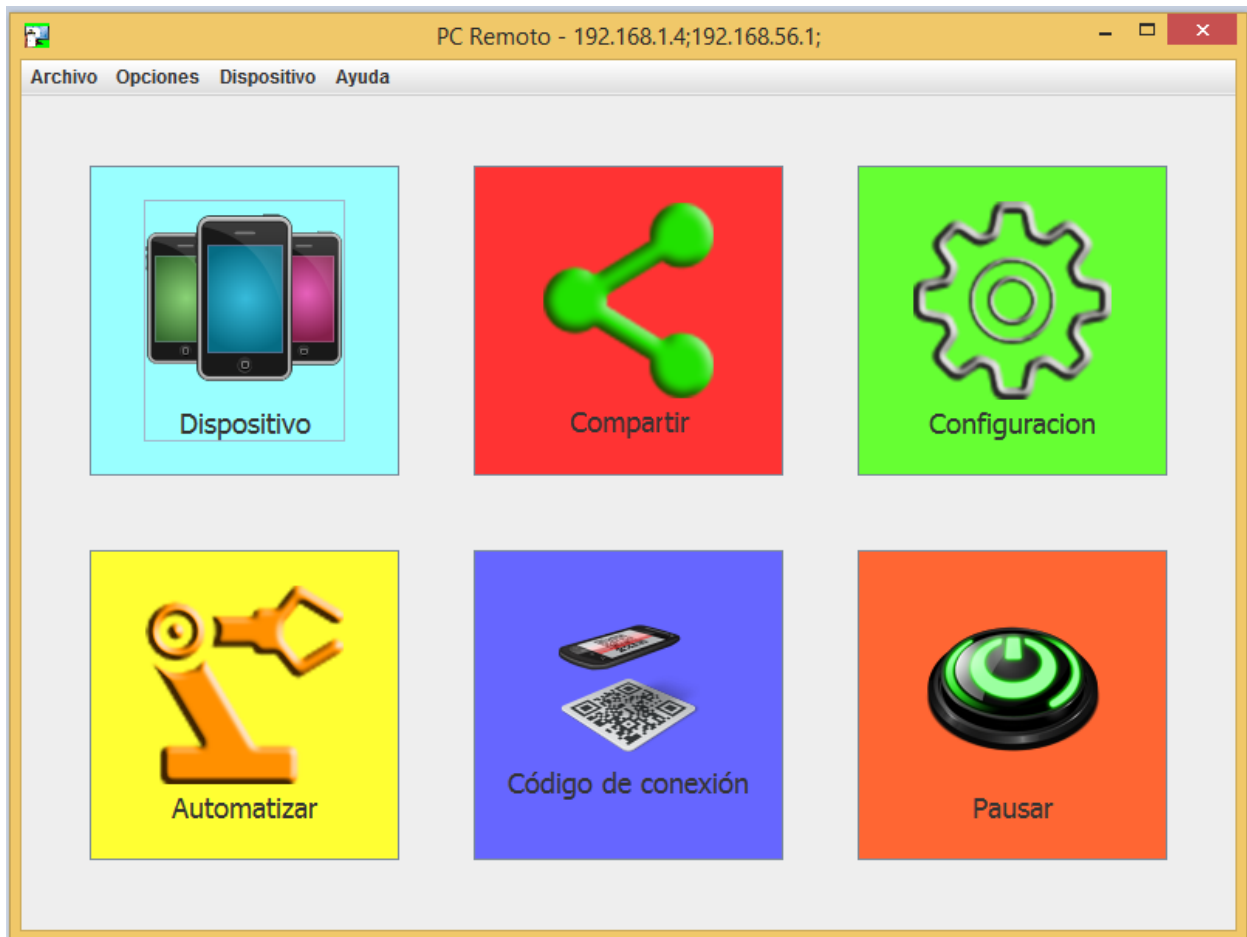 PC Remoto - 192.168.1.4;192.168.56.1;
Archivo Opciones Dispositivo Ayuda
Dispositivo
Compartir
Configuracion
Automatizar
Código de conexión
Pausar